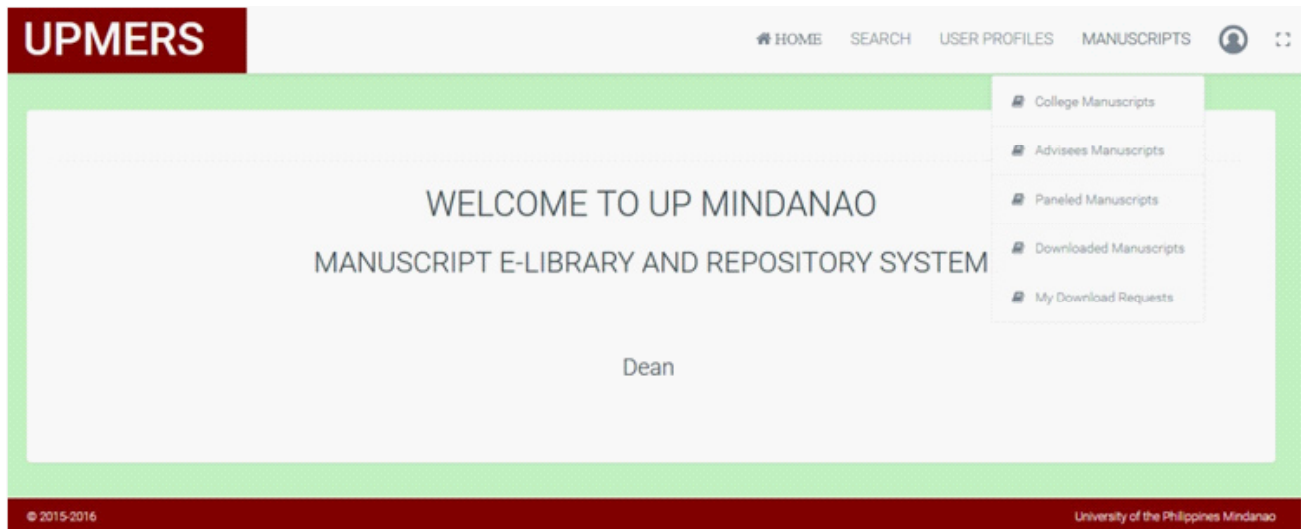 UPMERS
HOME SEARCH USER PROFILES MANUSCRIPTS
College Manuscripts
Advisees Manuscripts
Paneled Manuscripts
Downloaded Manuscripts
My Download Requests
WELCOME TO UP MINDANAO
MANUSCRIPT E-LIBRARY AND REPOSITORY SYSTEM
Dean
© 2015-2016
University of the Philippines Mindanao